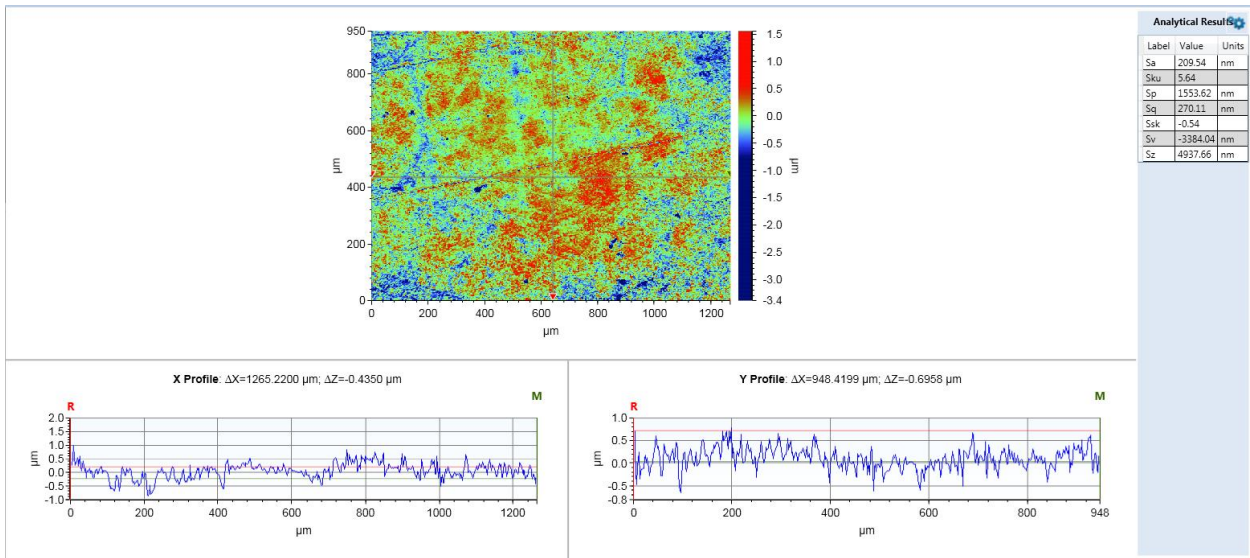 950
800
600
400
200
0
µm
0
200
400
600
800
1000
1200
µm
1.5
1.0
0.5
0.0
-0.5
-1.0
-1.5
-2.0
-2.5
-3.0
-3.4
µm
Analytical Results
Label Value Units
Sa 209.54 nm
Sku 5.64
Sp 1553.62 nm
Sq 270.11 nm
Ssk -0.54
Sv -3384.04 nm
Sz 4937.66 nm
X Profile: ΔX=1265.2200 µm; ΔZ=-0.4350 µm
R
M
2.0
1.5
1.0
0.5
0.0
-0.5
-1.0
µm
0
200
400
600
800
1000
1200
µm
Y Profile: ΔX=948.4199 µm; ΔZ=-0.6958 µm
R
M
1.0
0.5
0.0
-0.5
-0.8
µm
0
200
400
600
800
948
µm